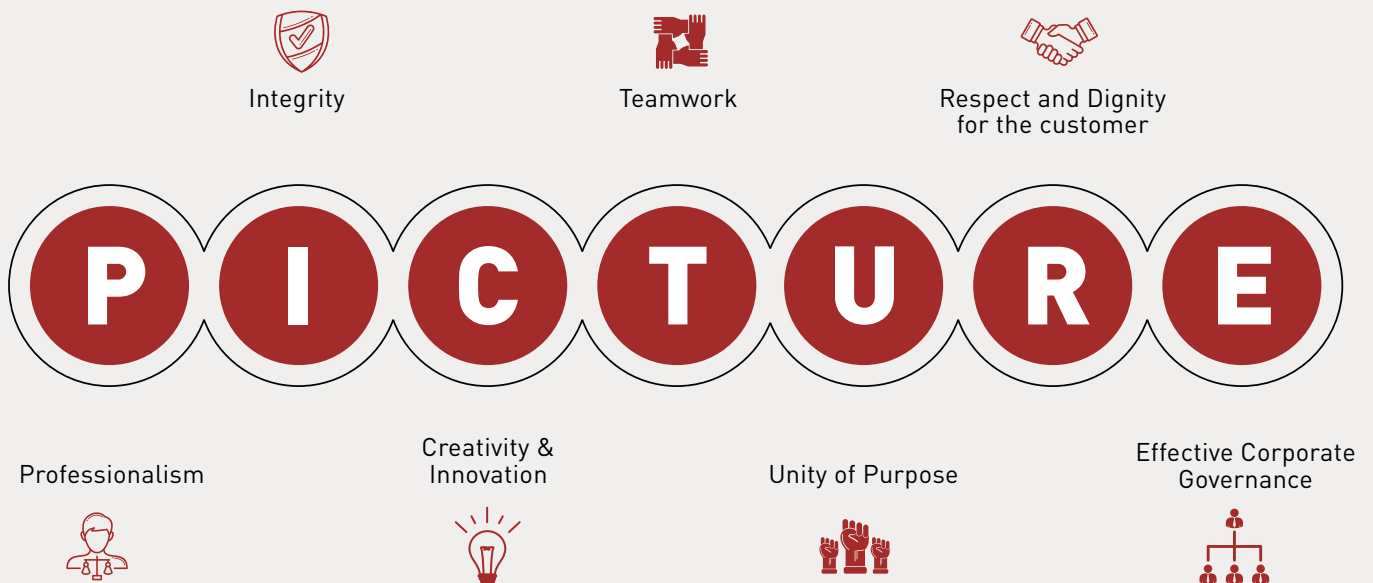 Integrity
Teamwork
Respect and Dignity
for the customer
P I C T U R E
Professionalism
Creativity &
Innovation
Unity of Purpose
Effective Corporate
Governance